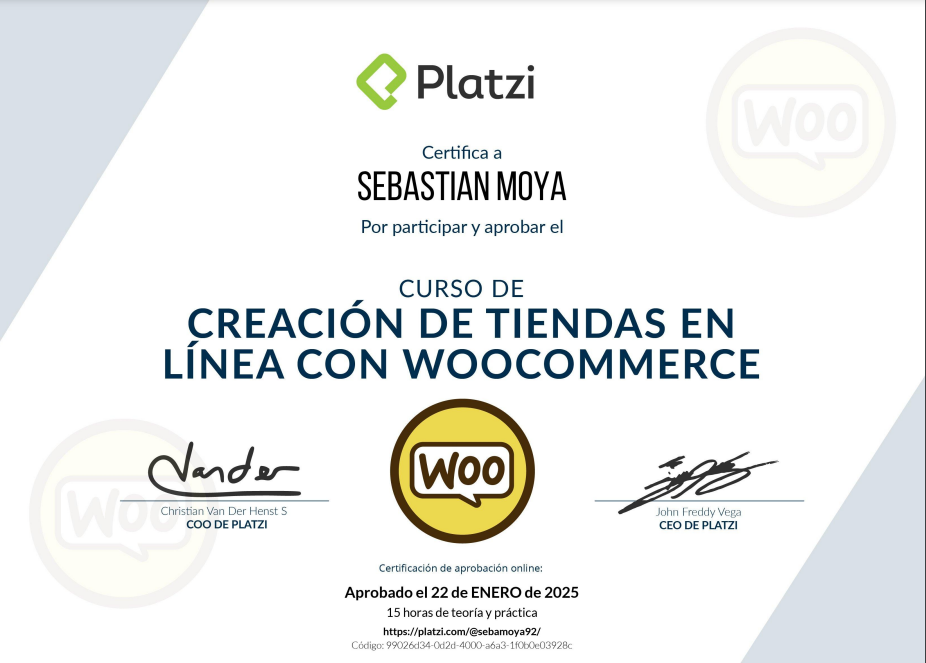 Platzi
WOO
Certifica a
SEBASTIAN MOYA
Por participar y aprobar el
CURSO DE
CREACIÓN DE TIENDAS EN
LÍNEA CON WOOCOMMERCE
WOO
WOO
Vander
Christian Van Der Henst S
COO DE PLATZI
John Freddy Vega
CEO DE PLATZI
Certificación de aprobación online:
Aprobado el 22 de ENERO de 2025
15 horas de teoría y práctica
https://platzi.com/@sebamoya92/
Código: 99026d34-0d2d-4000-a6a3-1f0b0e03928c